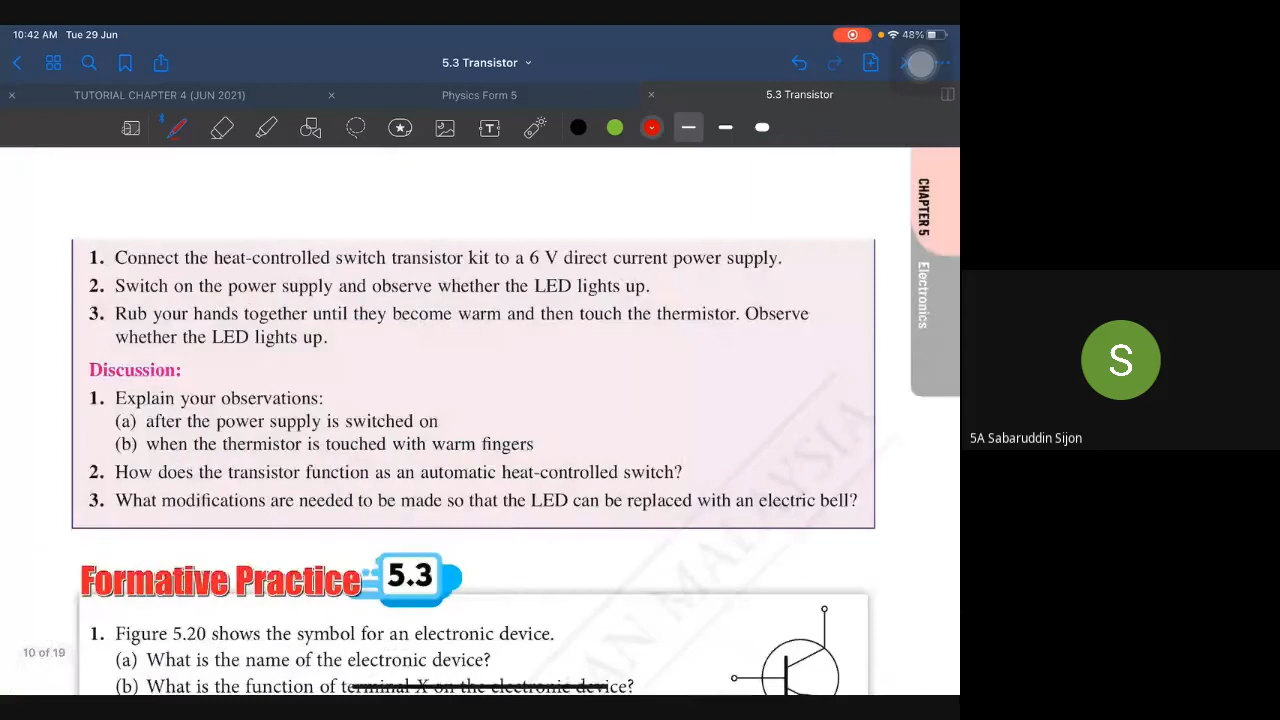 10:42 AM Tue 29 Jun
48%
5.3 Transistor
TUTORIAL CHAPTER 4 (JUN 2021)
Physics Form 5
5.3 Transistor
T
CHAPTER 5
Electronics
1. Connect the heat-controlled switch transistor kit to a 6 V direct current power supply.
2. Switch on the power supply and observe whether the LED lights up.
3. Rub your hands together until they become warm and then touch the thermistor. Observe
whether the LED lights up.
Discussion:
1. Explain your observations:
(a) after the power supply is switched on
(b) when the thermistor is touched with warm fingers
2. How does the transistor function as an automatic heat-controlled switch?
3. What modifications are needed to be made so that the LED can be replaced with an electric bell?
Formative Practice 5.3
1. Figure 5.20 shows the symbol for an electronic device.
(a) What is the name of the electronic device?
(b) What is the function of terminal X on the electronic device?
10 of 19
AN MALAYSIA
S
5A Sabaruddin Sijon